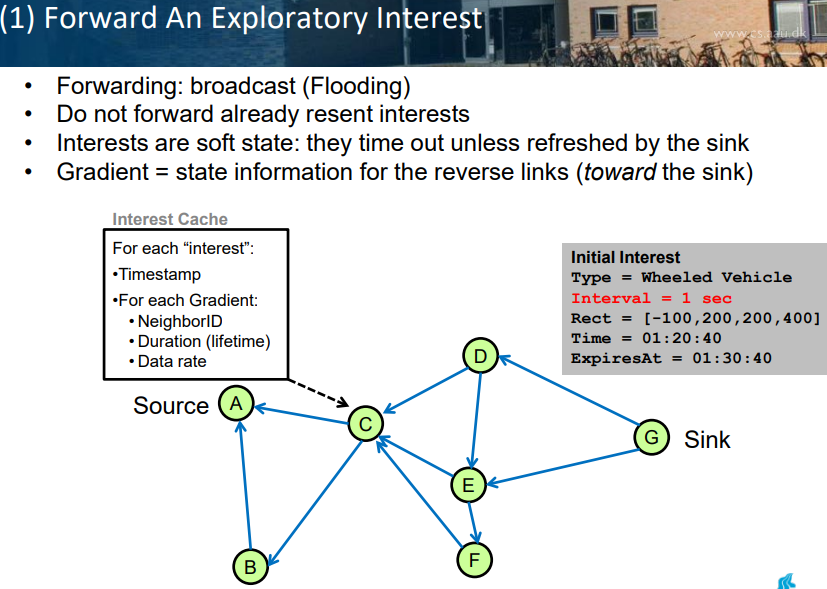 (1) Forward An Exploratory Interest
www.cs.aau.dk
• Forwarding: broadcast (Flooding)
• Do not forward already resent interests
• Interests are soft state: they time out unless refreshed by the sink
• Gradient = state information for the reverse links (toward the sink)
Interest Cache
For each “interest”:
•Timestamp
•For each Gradient:
• NeighborID
• Duration (lifetime)
• Data rate
Initial Interest
Type = Wheeled Vehicle
Interval = 1 sec
Rect = [-100,200,200,400]
Time = 01:20:40
ExpiresAt = 01:30:40
D
Source A
C
G Sink
E
B
F